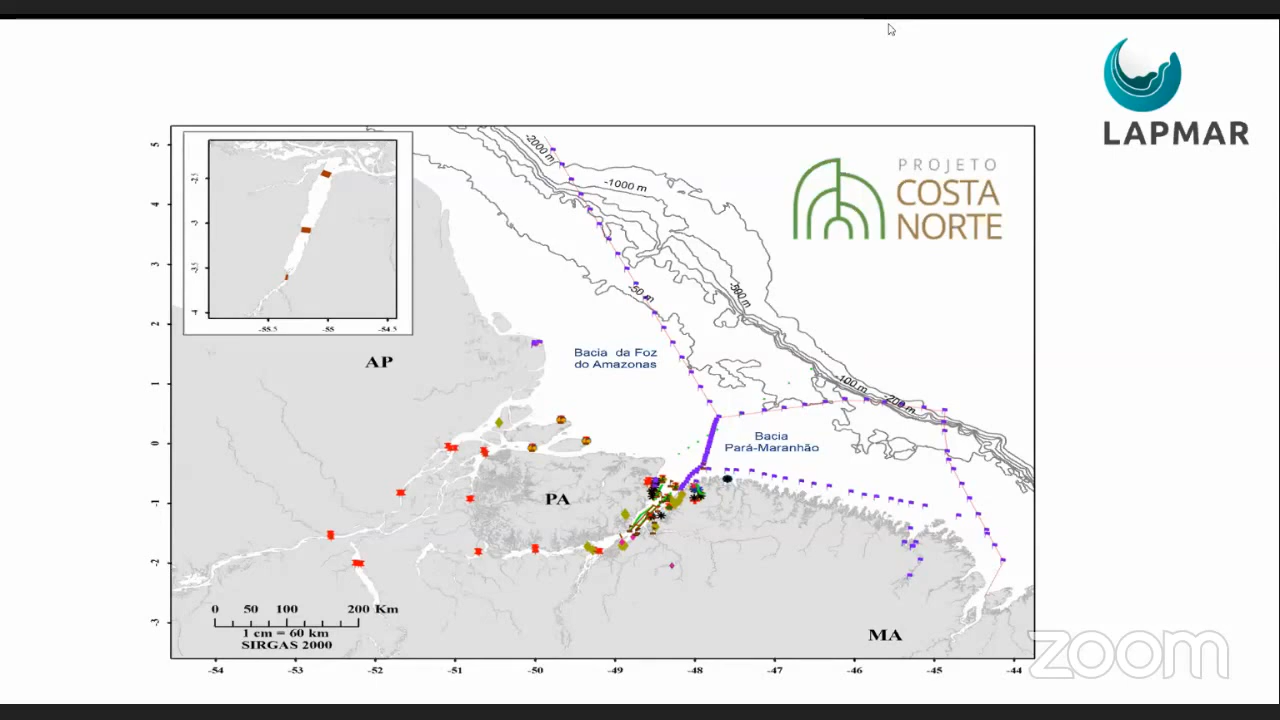 LAPMAR
PROJETO
COSTA
NORTE
-2000 m
-1000 m
-500 m
-50 m
-100 m
-200 m
Bacia da Foz
do Amazonas
Bacia
Pará-Maranhão
AP
PA
MA
5
4
3
2
1
0
-1
-2
-3
-2.5
-3
-3.5
-4
-55.5
-55
-54.5
0 50 100 200 Km
1 cm = 60 km
SIRGAS 2000
-54 -53 -52 -51 -50 -49 -48 -47 -46 -45 -44
zoom